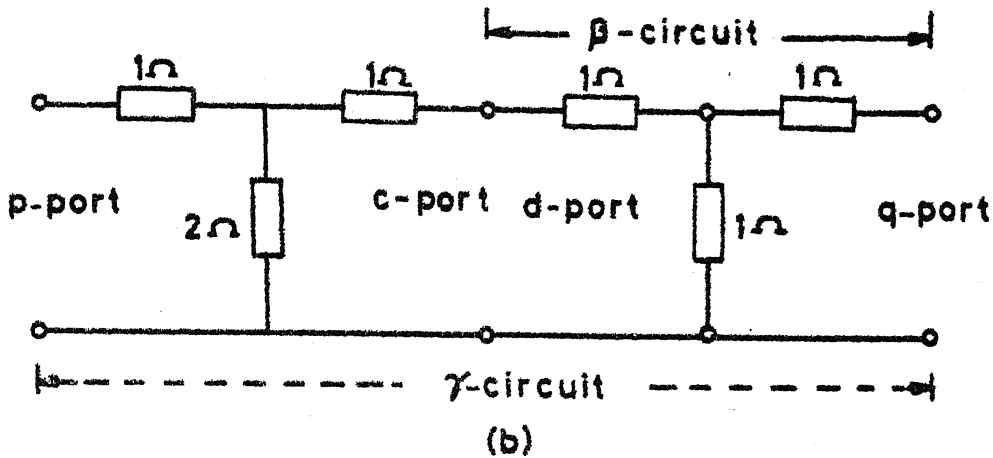 β-circuit
1Ω 1Ω 1Ω 1Ω
p-port 2Ω c-port d-port 1Ω q-port
γ-circuit
(b)